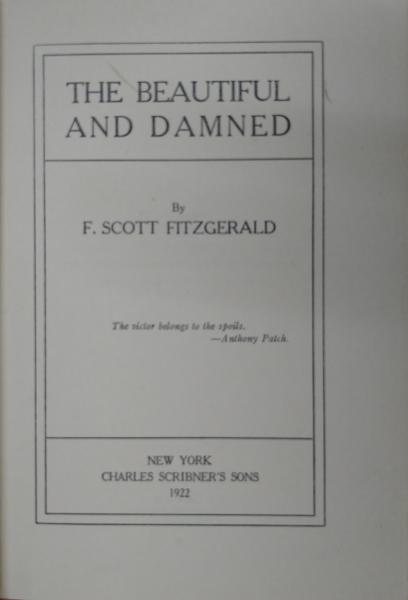 THE BEAUTIFUL
AND DAMNED
By
F. SCOTT FITZGERALD
The victor belongs to the spoils.
—Anthony Patch.
NEW YORK
CHARLES SCRIBNER'S SONS
1922